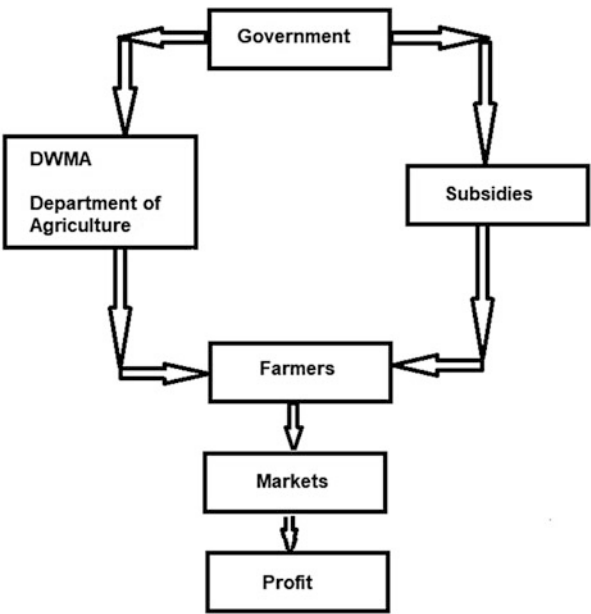 Government
DWMA
Department of
Agriculture
Subsidies
Farmers
Markets
Profit